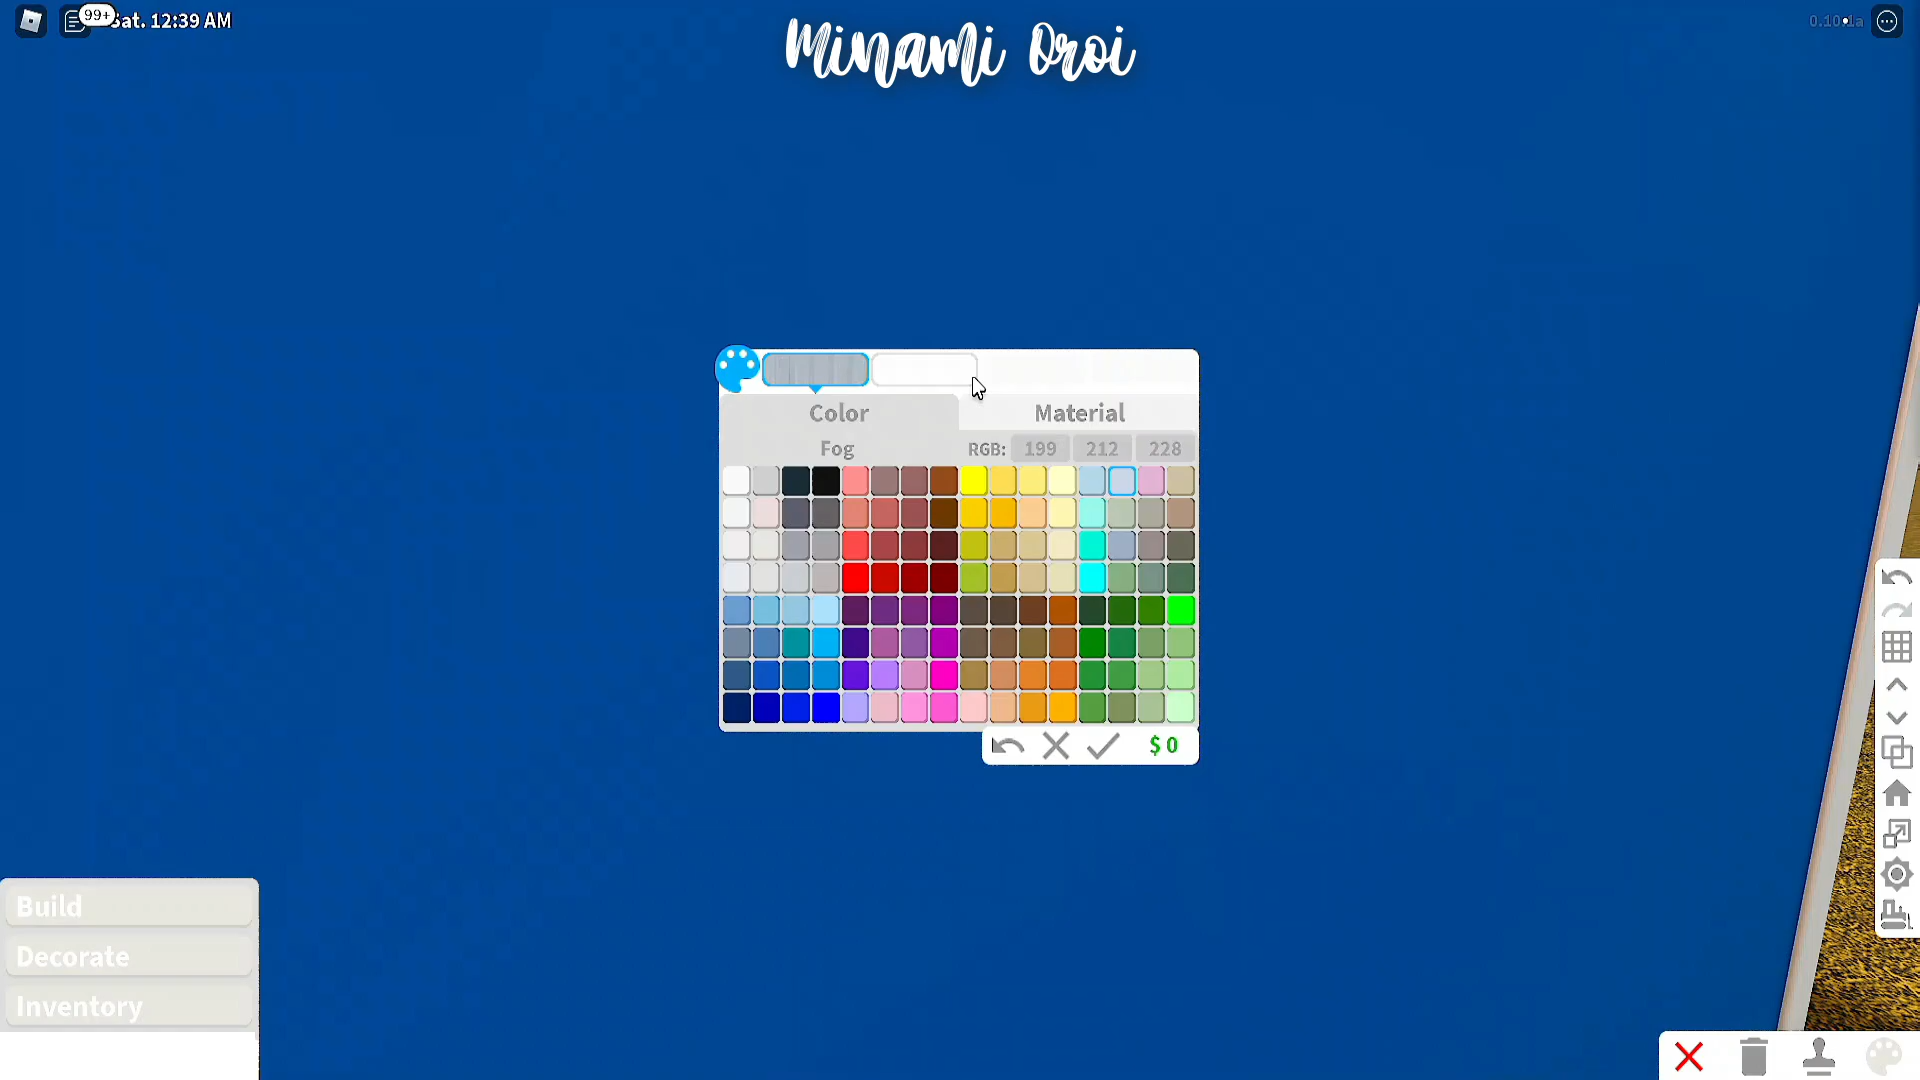 99+
Sat. 12:39 AM
Minami Oroi
Color
Material
Fog
RGB: 199 212 228
$ 0
Build
Decorate
Inventory